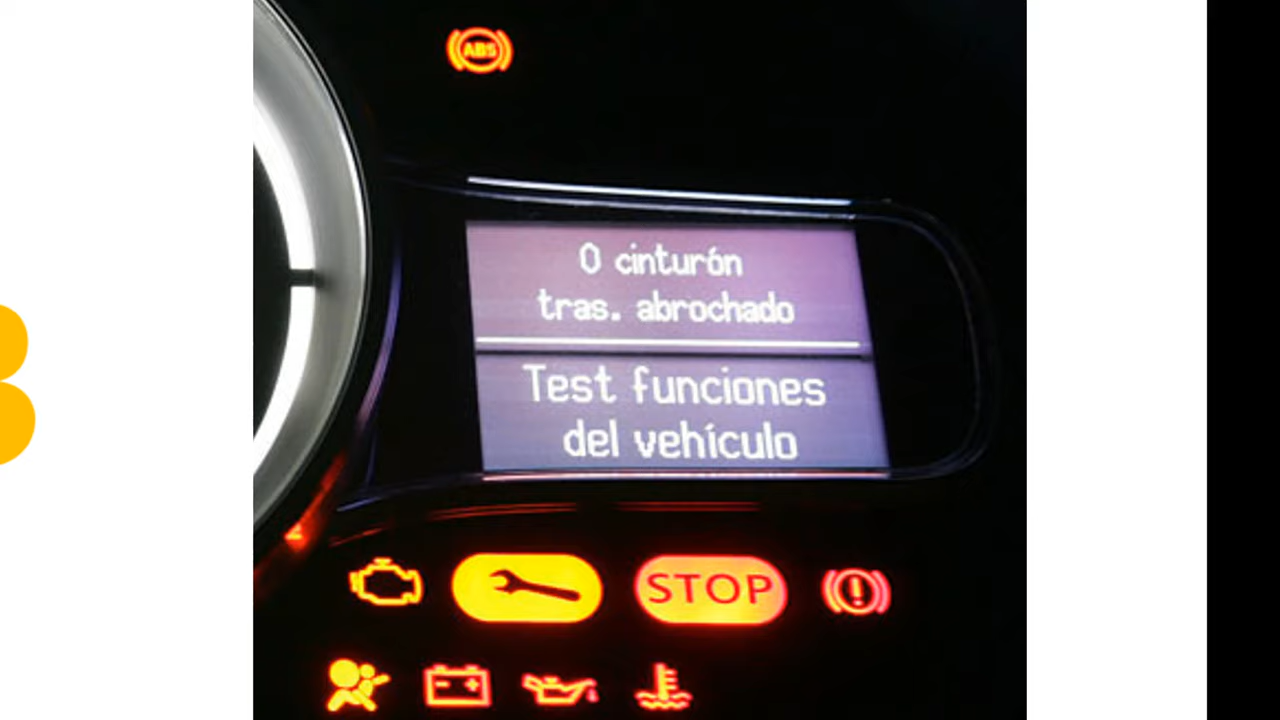 ABS
0 cinturón
tras. abrochado
Test funciones
del vehículo
STOP